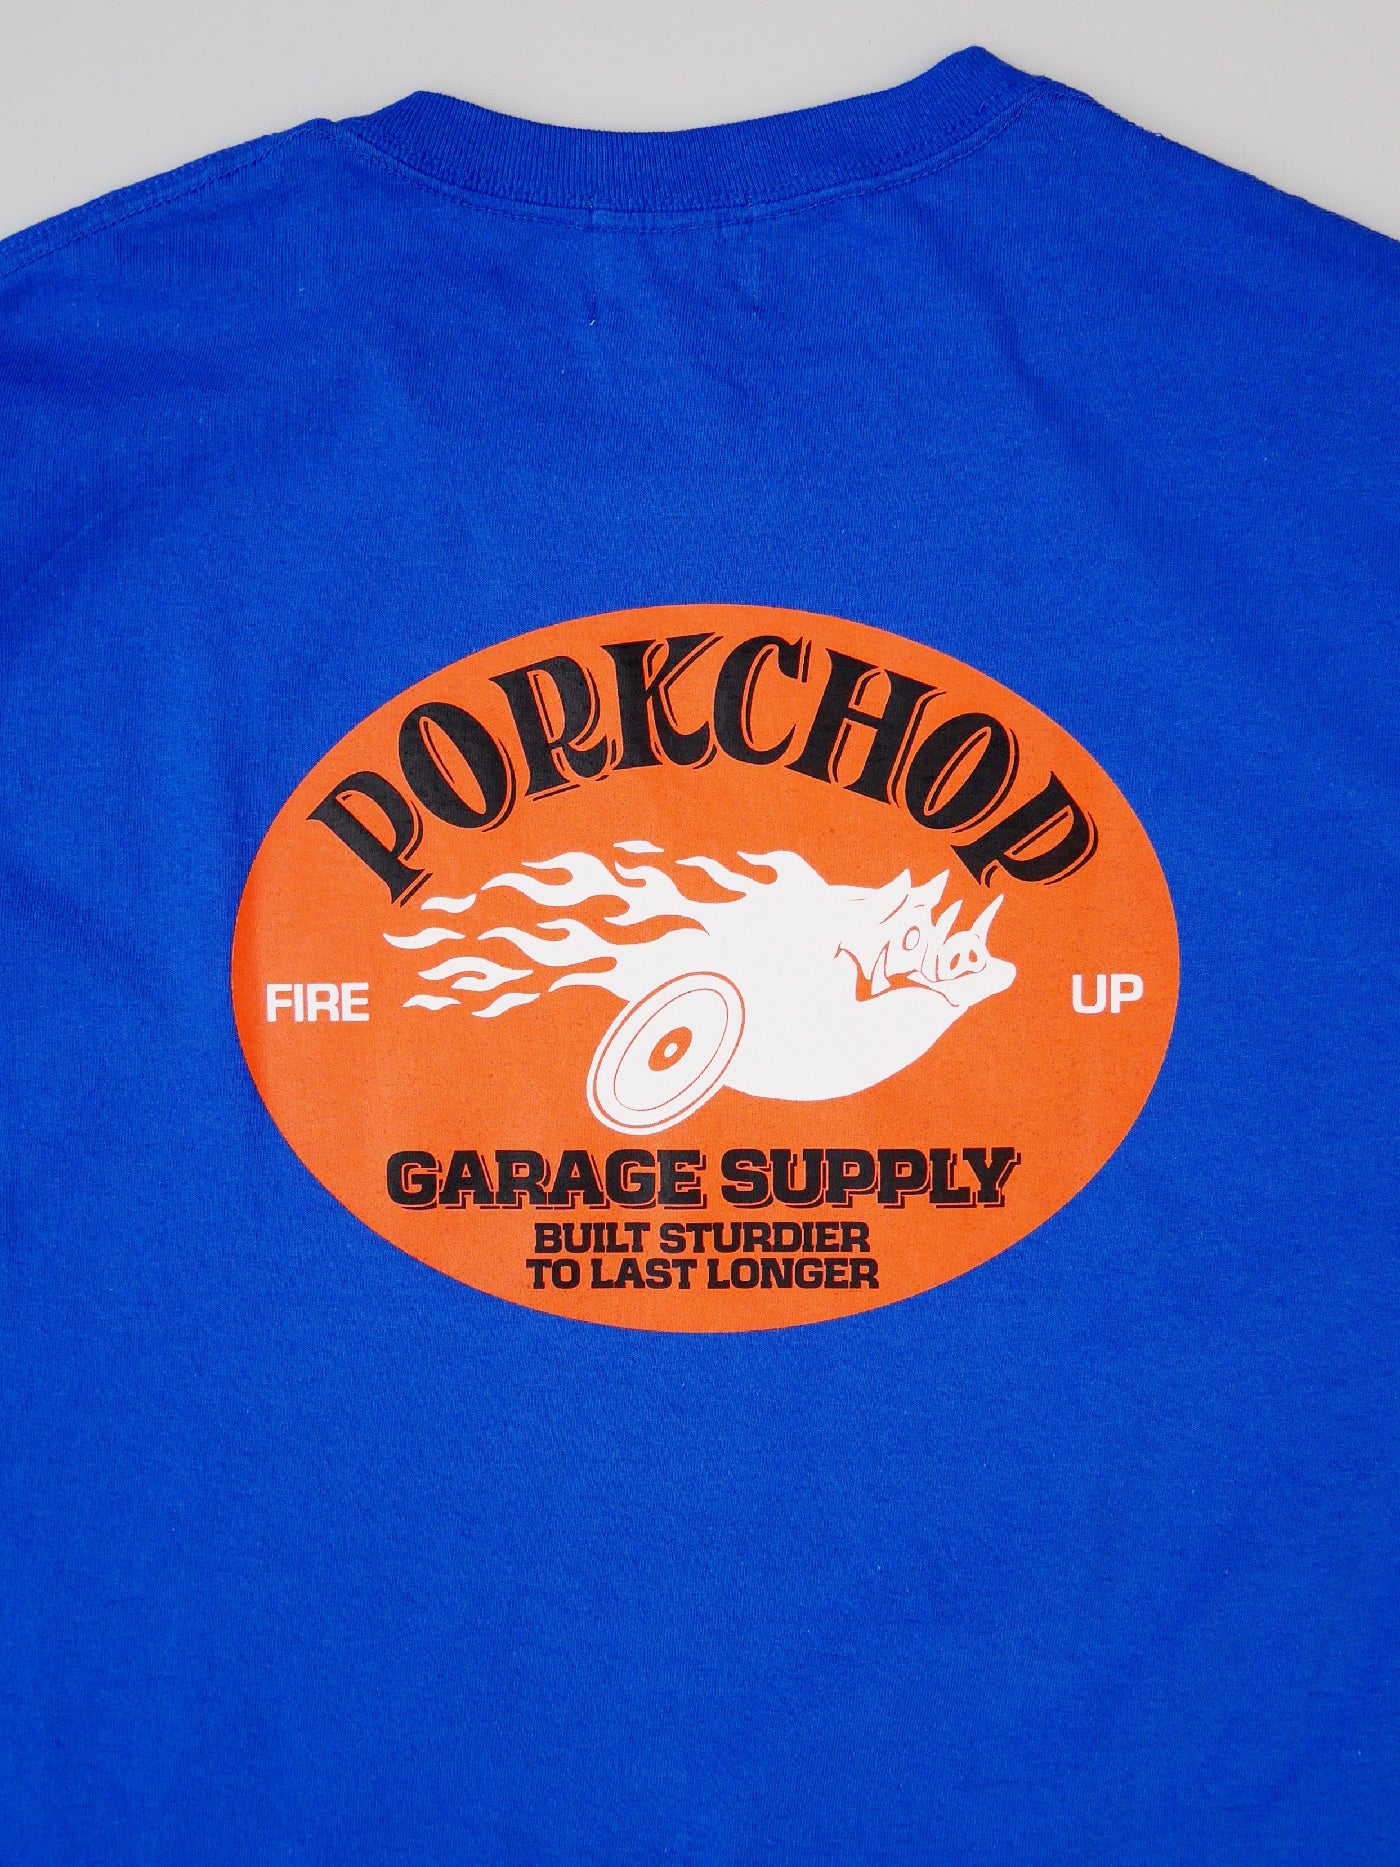 PORKCHOP
FIRE UP
GARAGE SUPPLY
BUILT STURDIER
TO LAST LONGER